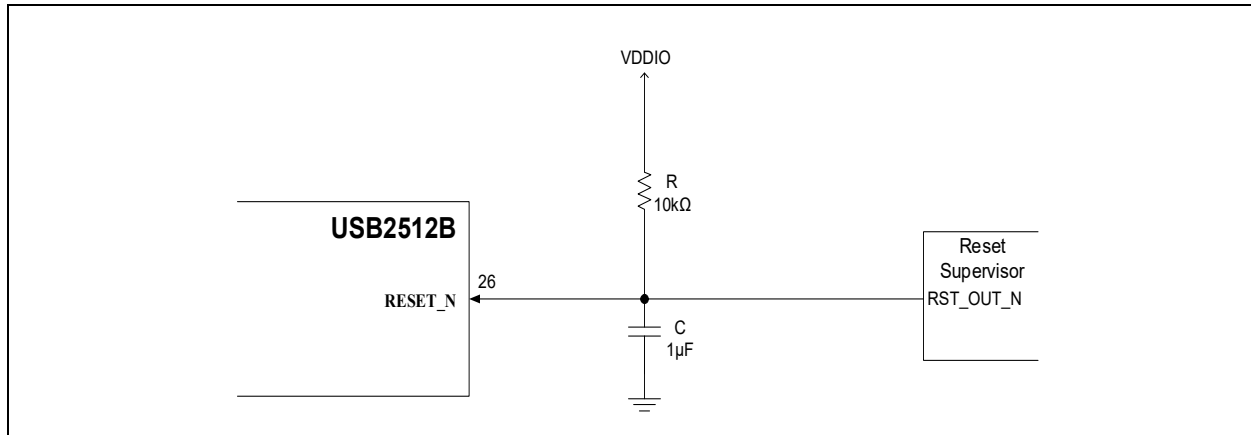 VDDIO
R
10kΩ
USB2512B
Reset
Supervisor
26
RESET_N
RST_OUT_N
C
1µF